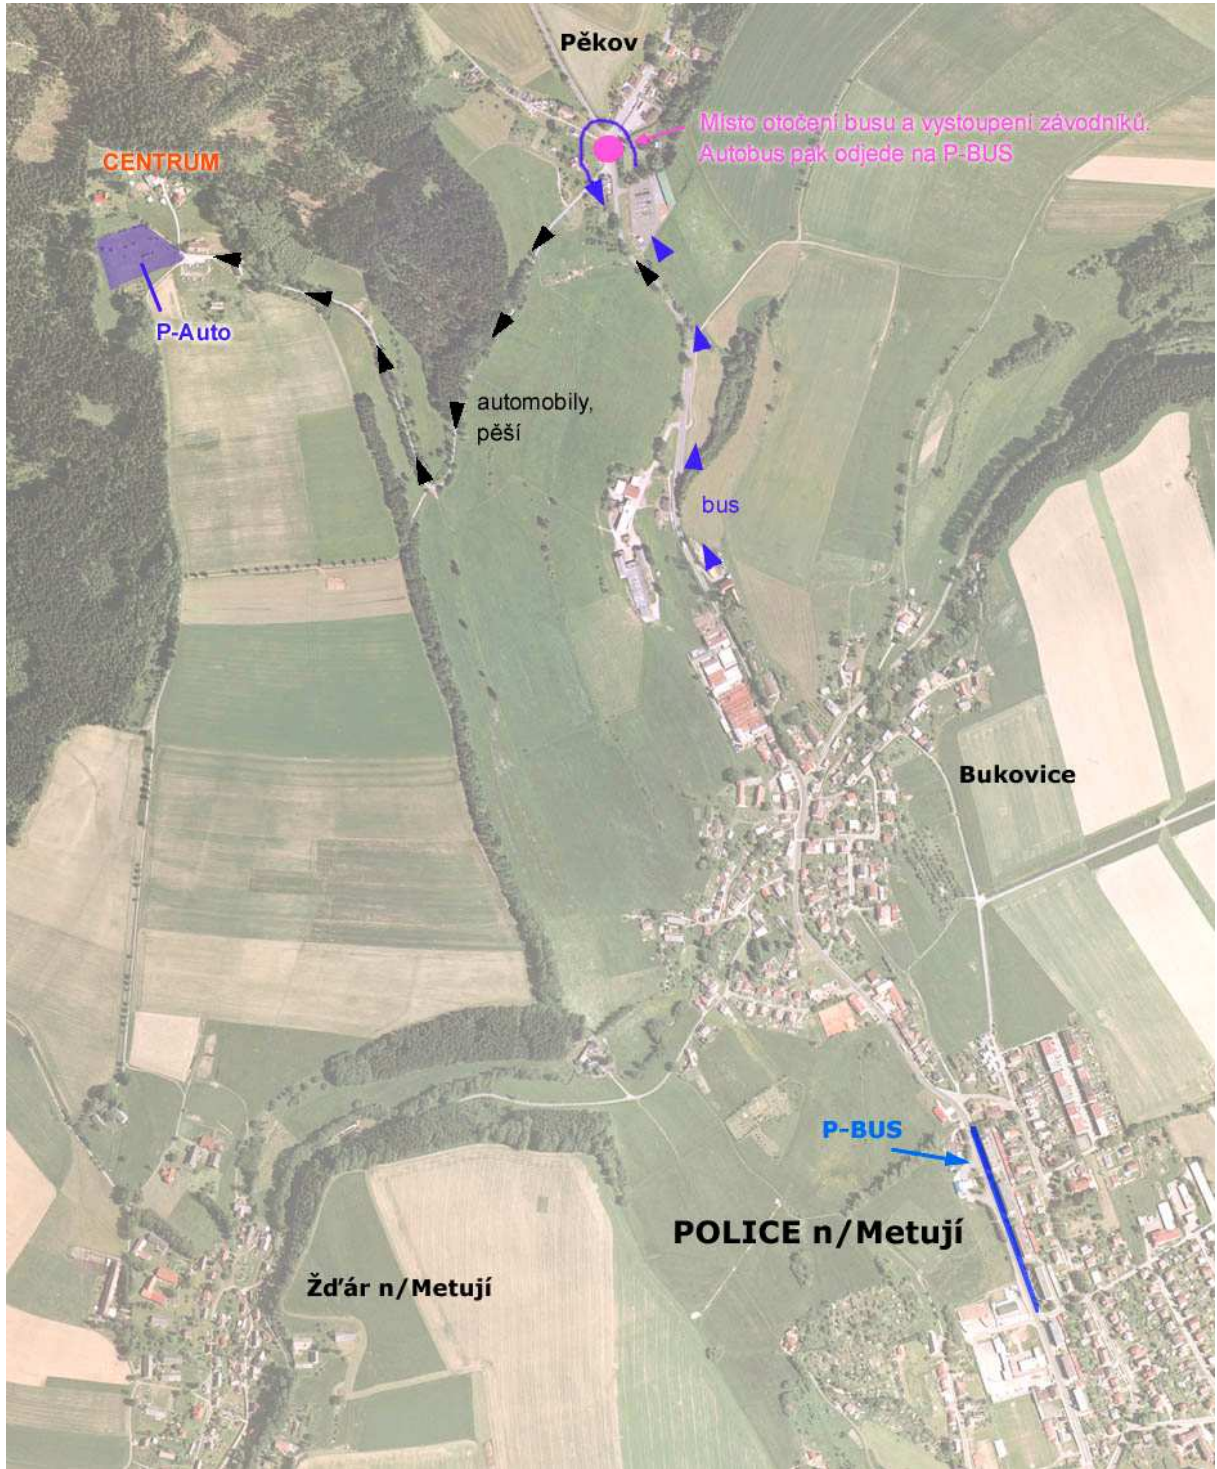 Pěkov
Místo otočení busu a vystoupení závodníků.
Autobus pak odjede na P-BUS
CENTRUM
P-Auto
automobily,
pěší
bus
Bukovice
P-BUS
POLICE n/Metují
Žďár n/Metují